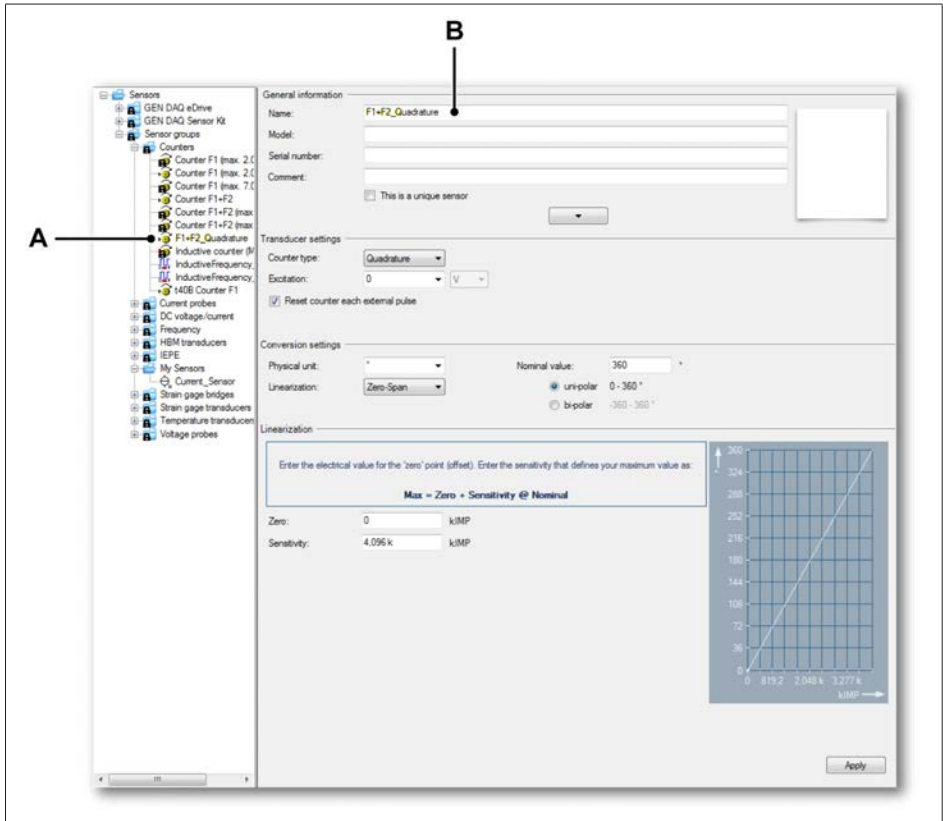 B
A
Sensors
GEN DAQ eDrive
GEN DAQ Sensor Kit
Sensor groups
Counters
Counter F1 (max. 2.0
Counter F1 (max. 2.0
Counter F1 (max. 7.0
Counter F1+F2
Counter F1+F2 (max
Counter F1+F2 (max
F1+F2_Quadrature
Inductive counter (M
InductiveFrequency_
InductiveFrequency_
t40B Counter F1
Current probes
DC voltage/current
Frequency
HBM transducers
IEPE
My Sensors
Current_Sensor
Strain gage bridges
Strain gage transducers
Temperature transducers
Voltage probes
General information
Name: F1+F2_Quadrature
Model:
Serial number:
Comment:
This is a unique sensor
Transducer settings
Counter type: Quadrature
Excitation: 0 V
Reset counter each external pulse
Conversion settings
Physical unit: ° Nominal value: 360 °
Linearization: Zero-Span uni-polar 0 - 360 °
bi-polar -360 - 360 °
Linearization
Enter the electrical value for the 'zero' point (offset). Enter the sensitivity that defines your maximum value as:
Max = Zero + Sensitivity @ Nominal
Zero: 0 kIMP
Sensitivity: 4,096 k kIMP
360
°
324
288
252
216
180
144
108
72
36
0
0 819.2 2,048 k 3,277 k
kIMP
Apply